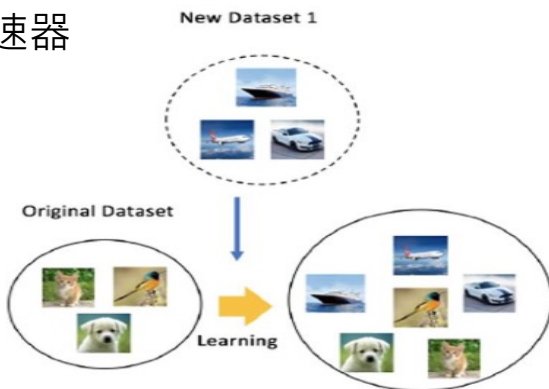 速器
New Dataset 1
Original Dataset
Learning